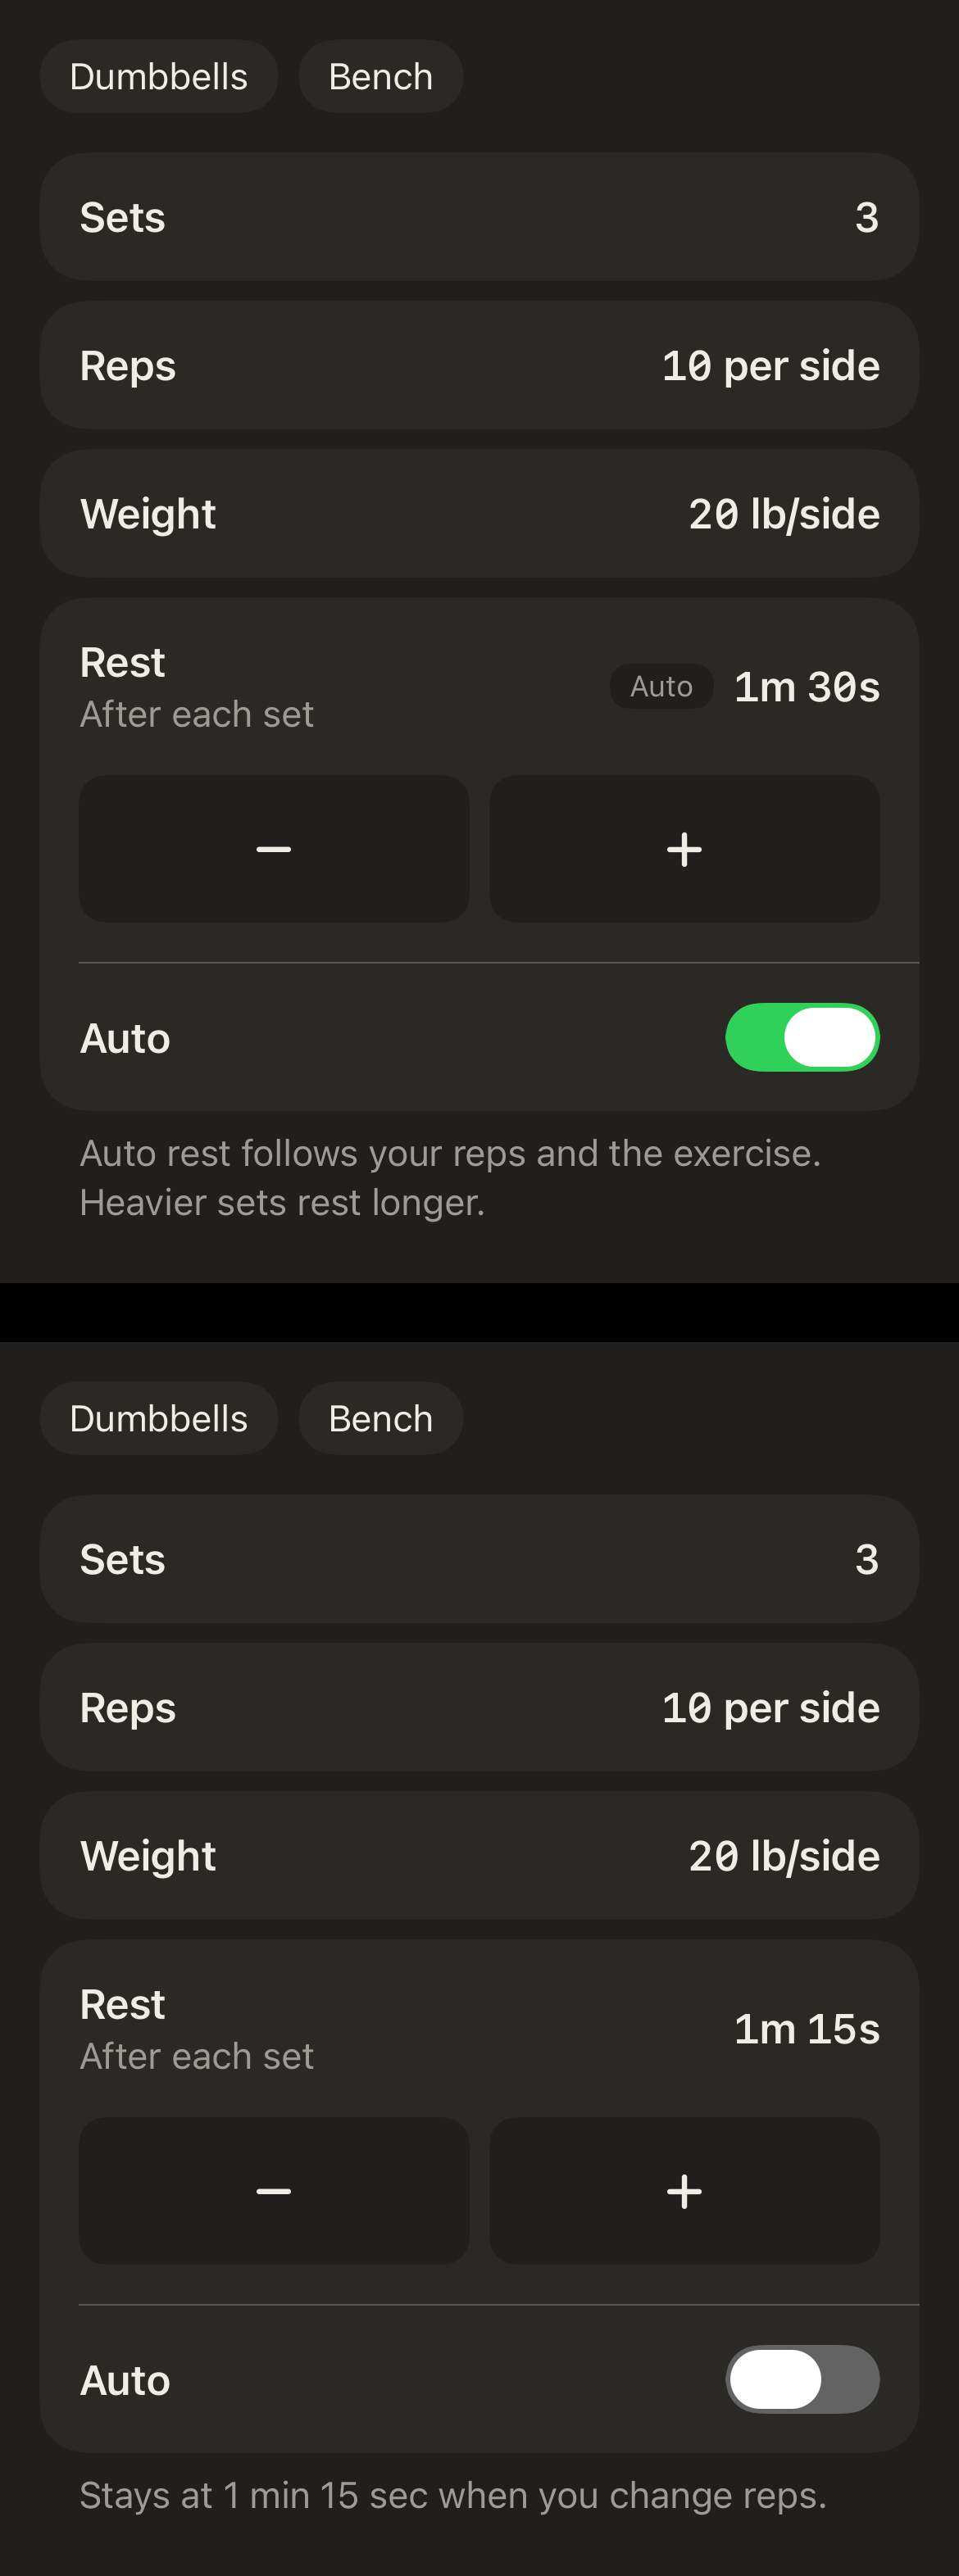 Dumbbells Bench
Sets 3
Reps 10 per side
Weight 20 lb/side
Rest
After each set
Auto 1m 30s
− +
Auto
Auto rest follows your reps and the exercise.
Heavier sets rest longer.
Dumbbells Bench
Sets 3
Reps 10 per side
Weight 20 lb/side
Rest
After each set
1m 15s
− +
Auto
Stays at 1 min 15 sec when you change reps.